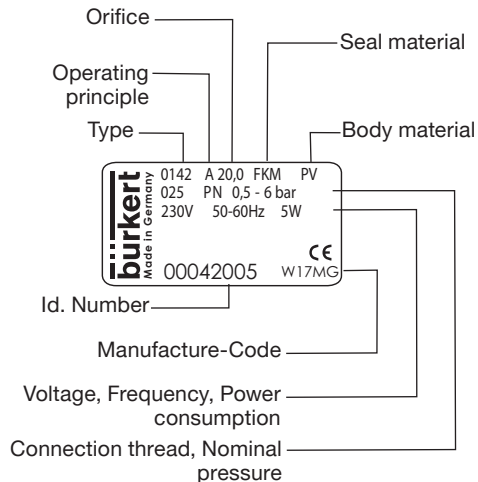 Orifice
Seal material
Operating
principle
Type
Body material
bürkert
Made in Germany
0142 A 20,0 FKM PV
025 PN 0,5 - 6 bar
230V 50-60Hz 5W
CE
00042005 W17MG
Id. Number
Manufacture-Code
Voltage, Frequency, Power
consumption
Connection thread, Nominal
pressure